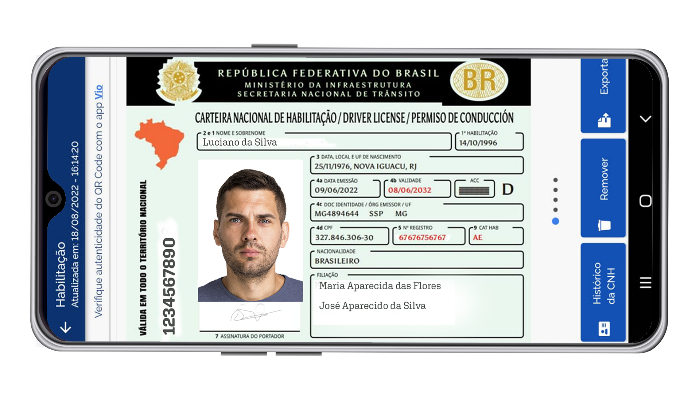 Habilitação
Atualizada em: 18/08/2022 - 16:14:20
Verifique autenticidade do QR Code com o app Vio
REPÚBLICA FEDERATIVA DO BRASIL
MINISTÉRIO DA INFRAESTRUTURA
SECRETARIA NACIONAL DE TRÂNSITO
BR
CARTEIRA NACIONAL DE HABILITAÇÃO / DRIVER LICENSE / PERMISO DE CONDUCCIÓN
2 e 1 NOME E SOBRENOME
Luciano da Silva
1ª HABILITAÇÃO
14/10/1996
3 DATA, LOCAL E UF DE NASCIMENTO
25/11/1976, NOVA IGUACU, RJ
4a DATA EMISSÃO
09/06/2022
4b VALIDADE
08/06/2032
ACC
D
4c DOC IDENTIDADE / ÓRG EMISSOR / UF
MG4894644 SSP MG
4d CPF
327.846.306-30
5 Nº REGISTRO
67676756767
9 CAT HAB
AE
NACIONALIDADE
BRASILEIRO
FILIAÇÃO
Maria Aparecida das Flores
José Aparecido da Silva
7 ASSINATURA DO PORTADOR
VÁLIDA EM TODO O TERRITÓRIO NACIONAL
1234567890
Exporta
Remover
Histórico
da CNH